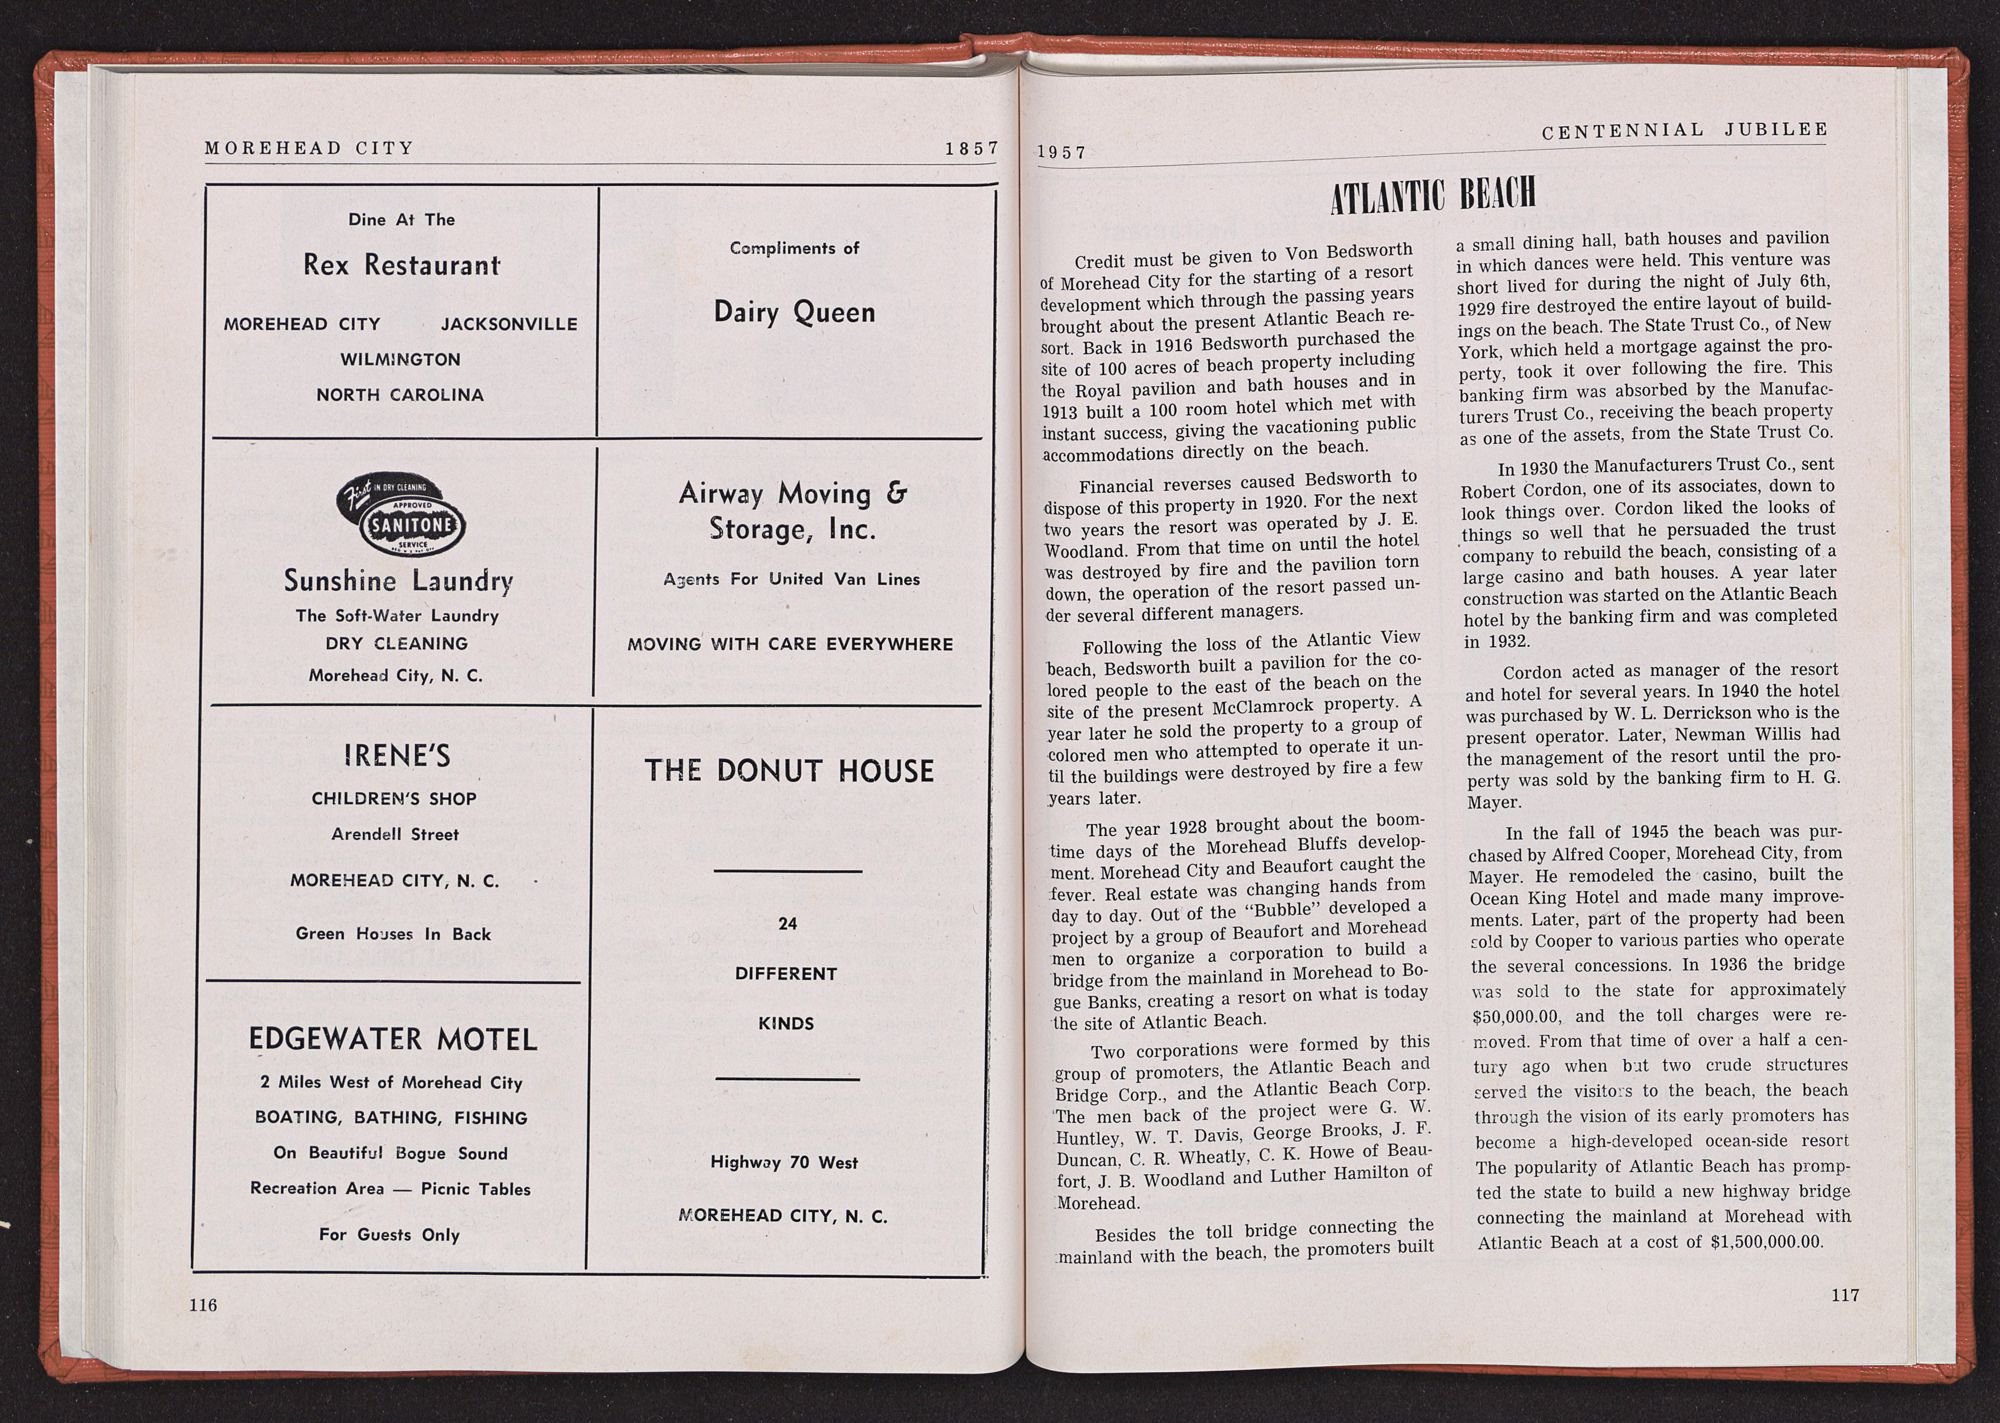 MOREHEAD CITY 1857
Dine At The
Rex Restaurant
MOREHEAD CITY JACKSONVILLE
WILMINGTON
NORTH CAROLINA
Compliments of
Dairy Queen
First IN DRY CLEANING
APPROVED
SANITONE
SERVICE
Sunshine Laundry
The Soft-Water Laundry
DRY CLEANING
Morehead City, N. C.
Airway Moving &
Storage, Inc.
Agents For United Van Lines
MOVING WITH CARE EVERYWHERE
IRENE'S
CHILDREN'S SHOP
Arendell Street
MOREHEAD CITY, N. C.
Green Houses In Back
EDGEWATER MOTEL
2 Miles West of Morehead City
BOATING, BATHING, FISHING
On Beautiful Bogue Sound
Recreation Area — Picnic Tables
For Guests Only
THE DONUT HOUSE
24
DIFFERENT
KINDS
Highway 70 West
MOREHEAD CITY, N. C.
116
1957 CENTENNIAL JUBILEE
ATLANTIC BEACH
Credit must be given to Von Bedsworth
of Morehead City for the starting of a resort
development which through the passing years
brought about the present Atlantic Beach re-
sort. Back in 1916 Bedsworth purchased the
site of 100 acres of beach property including
the Royal pavilion and bath houses and in
1913 built a 100 room hotel which met with
instant success, giving the vacationing public
accommodations directly on the beach.
Financial reverses caused Bedsworth to
dispose of this property in 1920. For the next
two years the resort was operated by J. E.
Woodland. From that time on until the hotel
was destroyed by fire and the pavilion torn
down, the operation of the resort passed un-
der several different managers.
Following the loss of the Atlantic View
beach, Bedsworth built a pavilion for the co-
lored people to the east of the beach on the
site of the present McClamrock property. A
year later he sold the property to a group of
colored men who attempted to operate it un-
til the buildings were destroyed by fire a few
years later.
The year 1928 brought about the boom-
time days of the Morehead Bluffs develop-
ment. Morehead City and Beaufort caught the
fever. Real estate was changing hands from
day to day. Out of the "Bubble" developed a
project by a group of Beaufort and Morehead
men to organize a corporation to build a
bridge from the mainland in Morehead to Bo-
gue Banks, creating a resort on what is today
the site of Atlantic Beach.
Two corporations were formed by this
group of promoters, the Atlantic Beach and
Bridge Corp., and the Atlantic Beach Corp.
The men back of the project were G. W.
Huntley, W. T. Davis, George Brooks, J. F.
Duncan, C. R. Wheatly, C. K. Howe of Beau-
fort, J. B. Woodland and Luther Hamilton of
Morehead.
Besides the toll bridge connecting the
mainland with the beach, the promoters built
a small dining hall, bath houses and pavilion
in which dances were held. This venture was
short lived for during the night of July 6th,
1929 fire destroyed the entire layout of build-
ings on the beach. The State Trust Co., of New
York, which held a mortgage against the pro-
perty, took it over following the fire. This
banking firm was absorbed by the Manufac-
turers Trust Co., receiving the beach property
as one of the assets, from the State Trust Co.
In 1930 the Manufacturers Trust Co., sent
Robert Cordon, one of its associates, down to
look things over. Cordon liked the looks of
things so well that he persuaded the trust
company to rebuild the beach, consisting of a
large casino and bath houses. A year later
construction was started on the Atlantic Beach
hotel by the banking firm and was completed
in 1932.
Cordon acted as manager of the resort
and hotel for several years. In 1940 the hotel
was purchased by W. L. Derrickson who is the
present operator. Later, Newman Willis had
the management of the resort until the pro-
perty was sold by the banking firm to H. G.
Mayer.
In the fall of 1945 the beach was pur-
chased by Alfred Cooper, Morehead City, from
Mayer. He remodeled the casino, built the
Ocean King Hotel and made many improve-
ments. Later, part of the property had been
sold by Cooper to various parties who operate
the several concessions. In 1936 the bridge
was sold to the state for approximately
$50,000.00, and the toll charges were re-
moved. From that time of over a half a cen-
tury ago when but two crude structures
served the visitors to the beach, the beach
through the vision of its early promoters has
become a high-developed ocean-side resort
The popularity of Atlantic Beach has promp-
ted the state to build a new highway bridge
connecting the mainland at Morehead with
Atlantic Beach at a cost of $1,500,000.00.
117